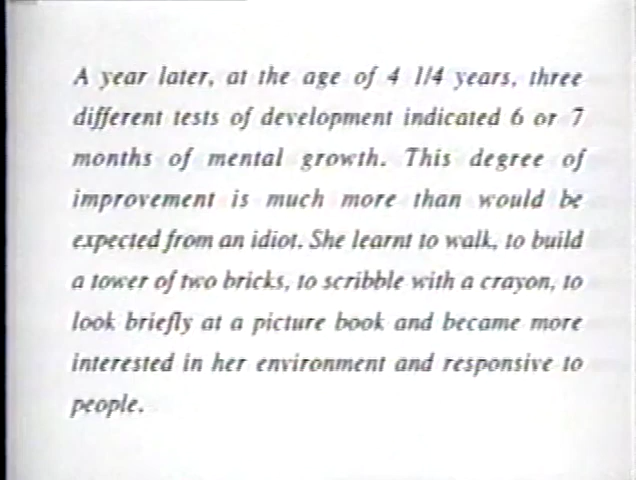 A year later, at the age of 4 1/4 years, three
different tests of development indicated 6 or 7
months of mental growth. This degree of
improvement is much more than would be
expected from an idiot. She learnt to walk, to build
a tower of two bricks, to scribble with a crayon, to
look briefly at a picture book and became more
interested in her environment and responsive to
people.